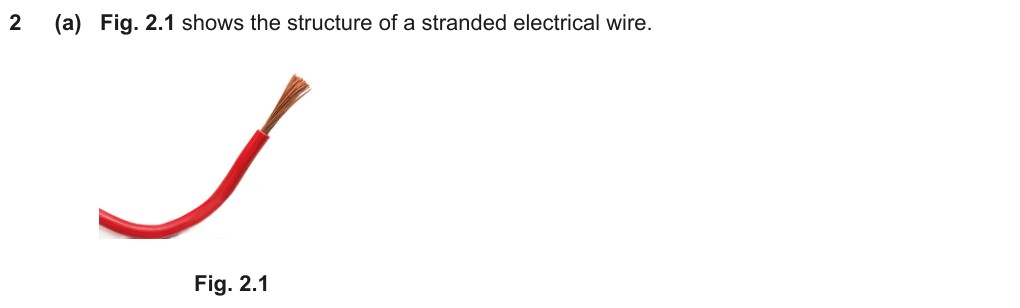 2 (a) Fig. 2.1 shows the structure of a stranded electrical wire.
Fig. 2.1